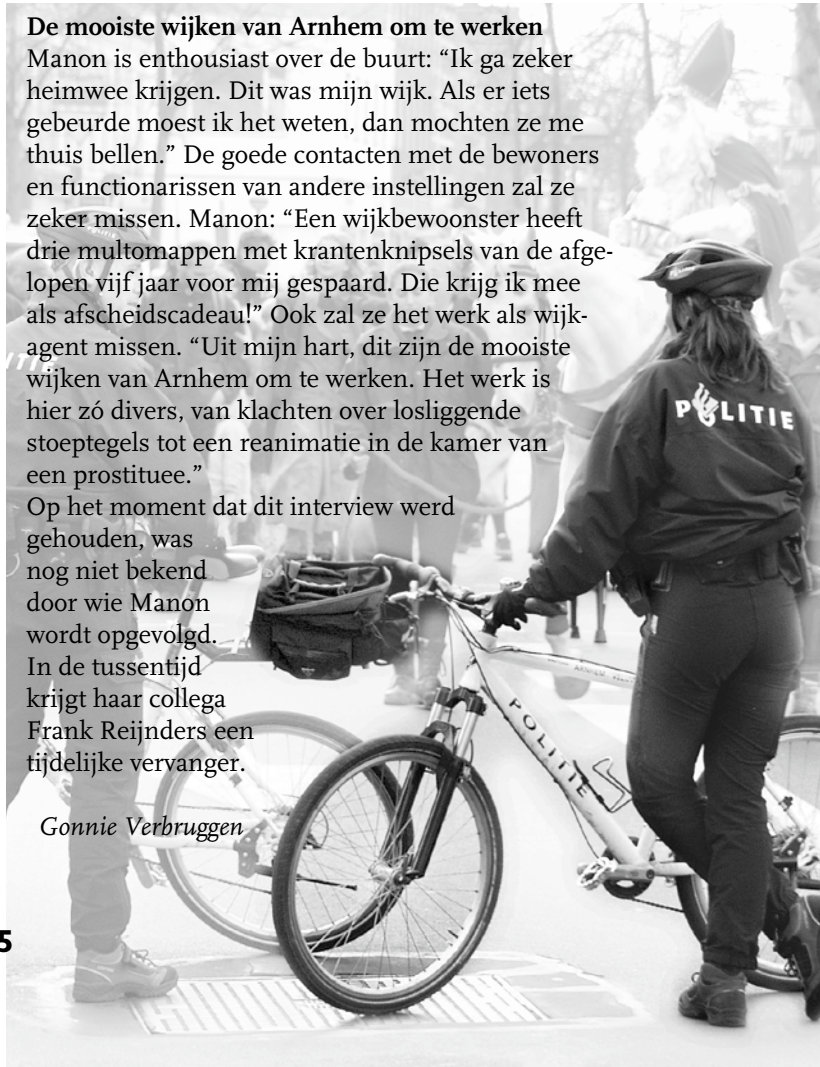 De mooiste wijken van Arnhem om te werken
Manon is enthousiast over de buurt: “Ik ga zeker
heimwee krijgen. Dit was mijn wijk. Als er iets
gebeurde moest ik het weten, dan mochten ze me
thuis bellen.” De goede contacten met de bewoners
en functionarissen van andere instellingen zal ze
zeker missen. Manon: “Een wijkbewoonster heeft
drie multomappen met krantenknipsels van de afge-
lopen vijf jaar voor mij gespaard. Die krijg ik mee
als afscheidscadeau!” Ook zal ze het werk als wijk-
agent missen. “Uit mijn hart, dit zijn de mooiste
wijken van Arnhem om te werken. Het werk is
hier zó divers, van klachten over losliggende
stoeptegels tot een reanimatie in de kamer van
een prostituee.”
Op het moment dat dit interview werd
gehouden, was
nog niet bekend
door wie Manon
wordt opgevolgd.
In de tussentijd
krijgt haar collega
Frank Reijnders een
tijdelijke vervanger.
Gonnie Verbruggen
5
POLITIE
POLITIE